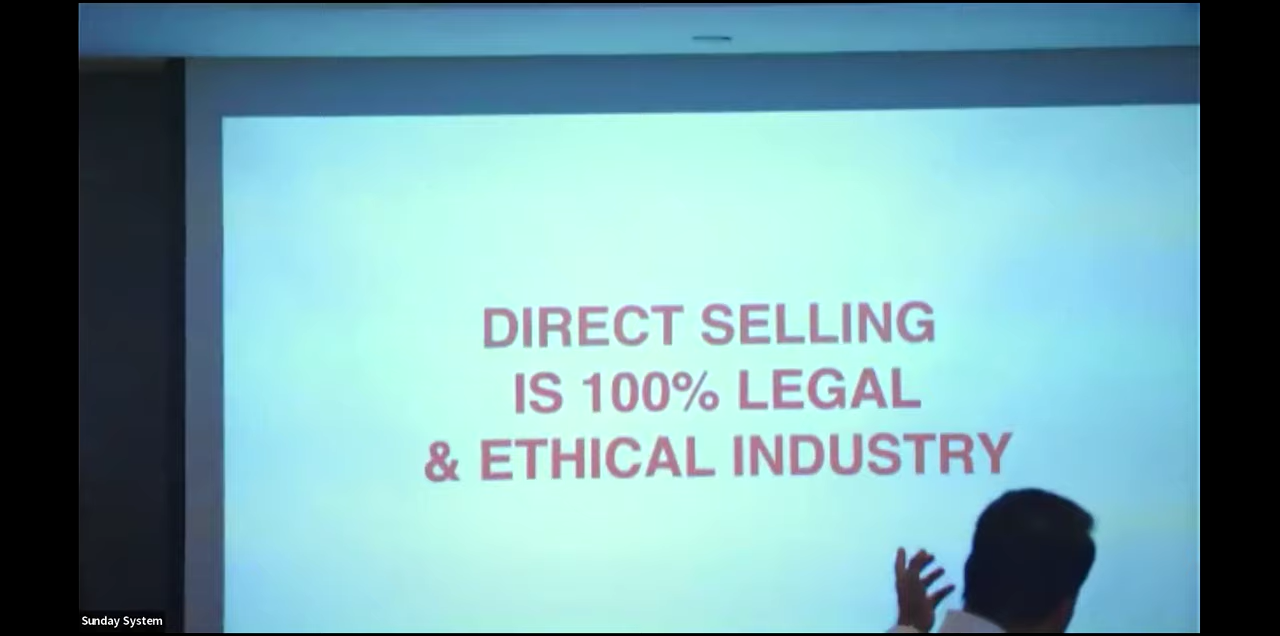 DIRECT SELLING
IS 100% LEGAL
& ETHICAL INDUSTRY
Sunday System